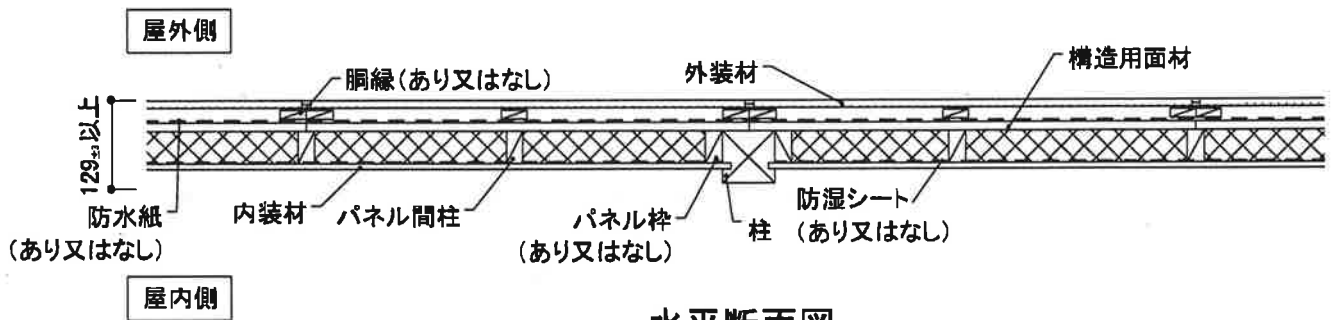 屋外側
胴縁(あり又はなし)
外装材
構造用面材
129±3以上
防水紙
(あり又はなし)
内装材
パネル間柱
パネル枠
(あり又はなし)
柱
防湿シート
(あり又はなし)
屋内側
水平断面図